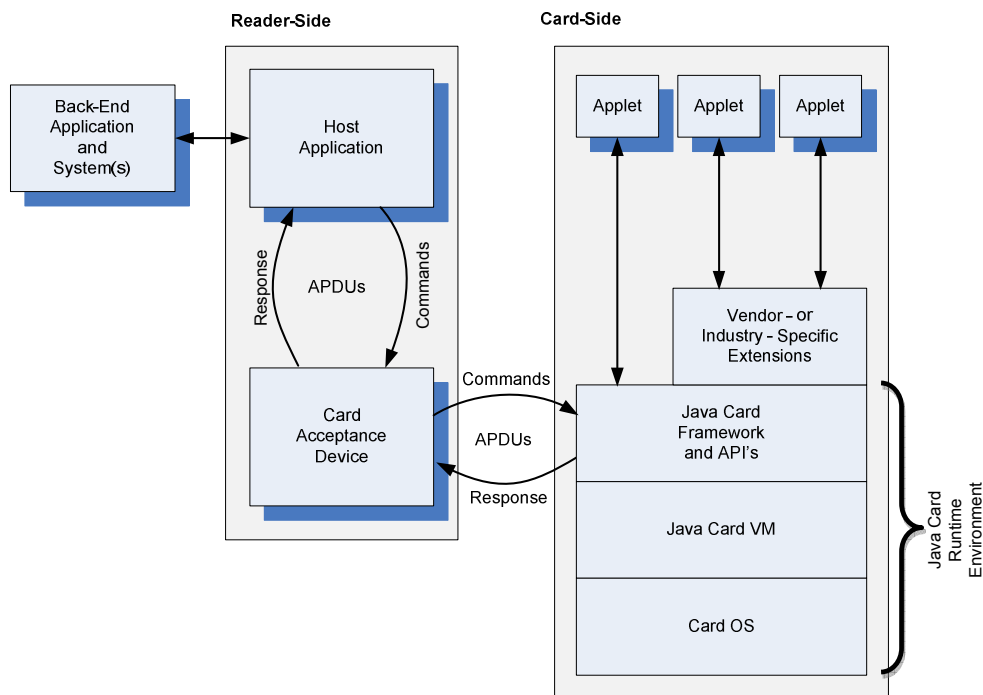 Reader-Side
Card-Side
Back-End
Application
and
System(s)
Host
Application
Applet
Applet
Applet
Response
APDUs
Commands
Vendor – or
Industry - Specific
Extensions
Card
Acceptance
Device
Commands
APDUs
Response
Java Card
Framework
and API's
Java Card VM
Card OS
Java Card
Runtime
Environment